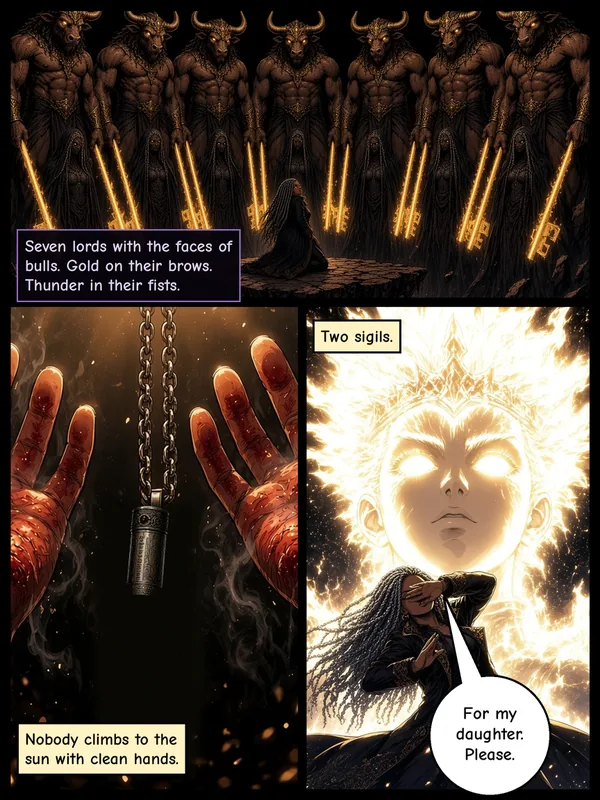 Seven lords with the faces of
bulls. Gold on their brows.
Thunder in their fists.
Nobody climbs to the
sun with clean hands.
Two sigils.
For my
daughter.
Please.